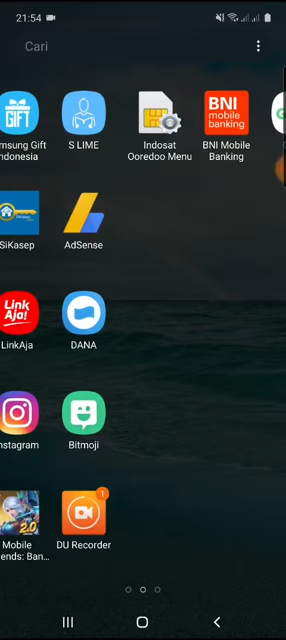 21:54
Cari
GIFT
BNI
mobile
banking
msung Gift
ndonesia
S LIME
Indosat
Ooredoo Menu
BNI Mobile
Banking
SiKasep
AdSense
Link
Aja!
LinkAja
DANA
nstagram
Bitmoji
2.0
1
Mobile
ends: Ban...
DU Recorder